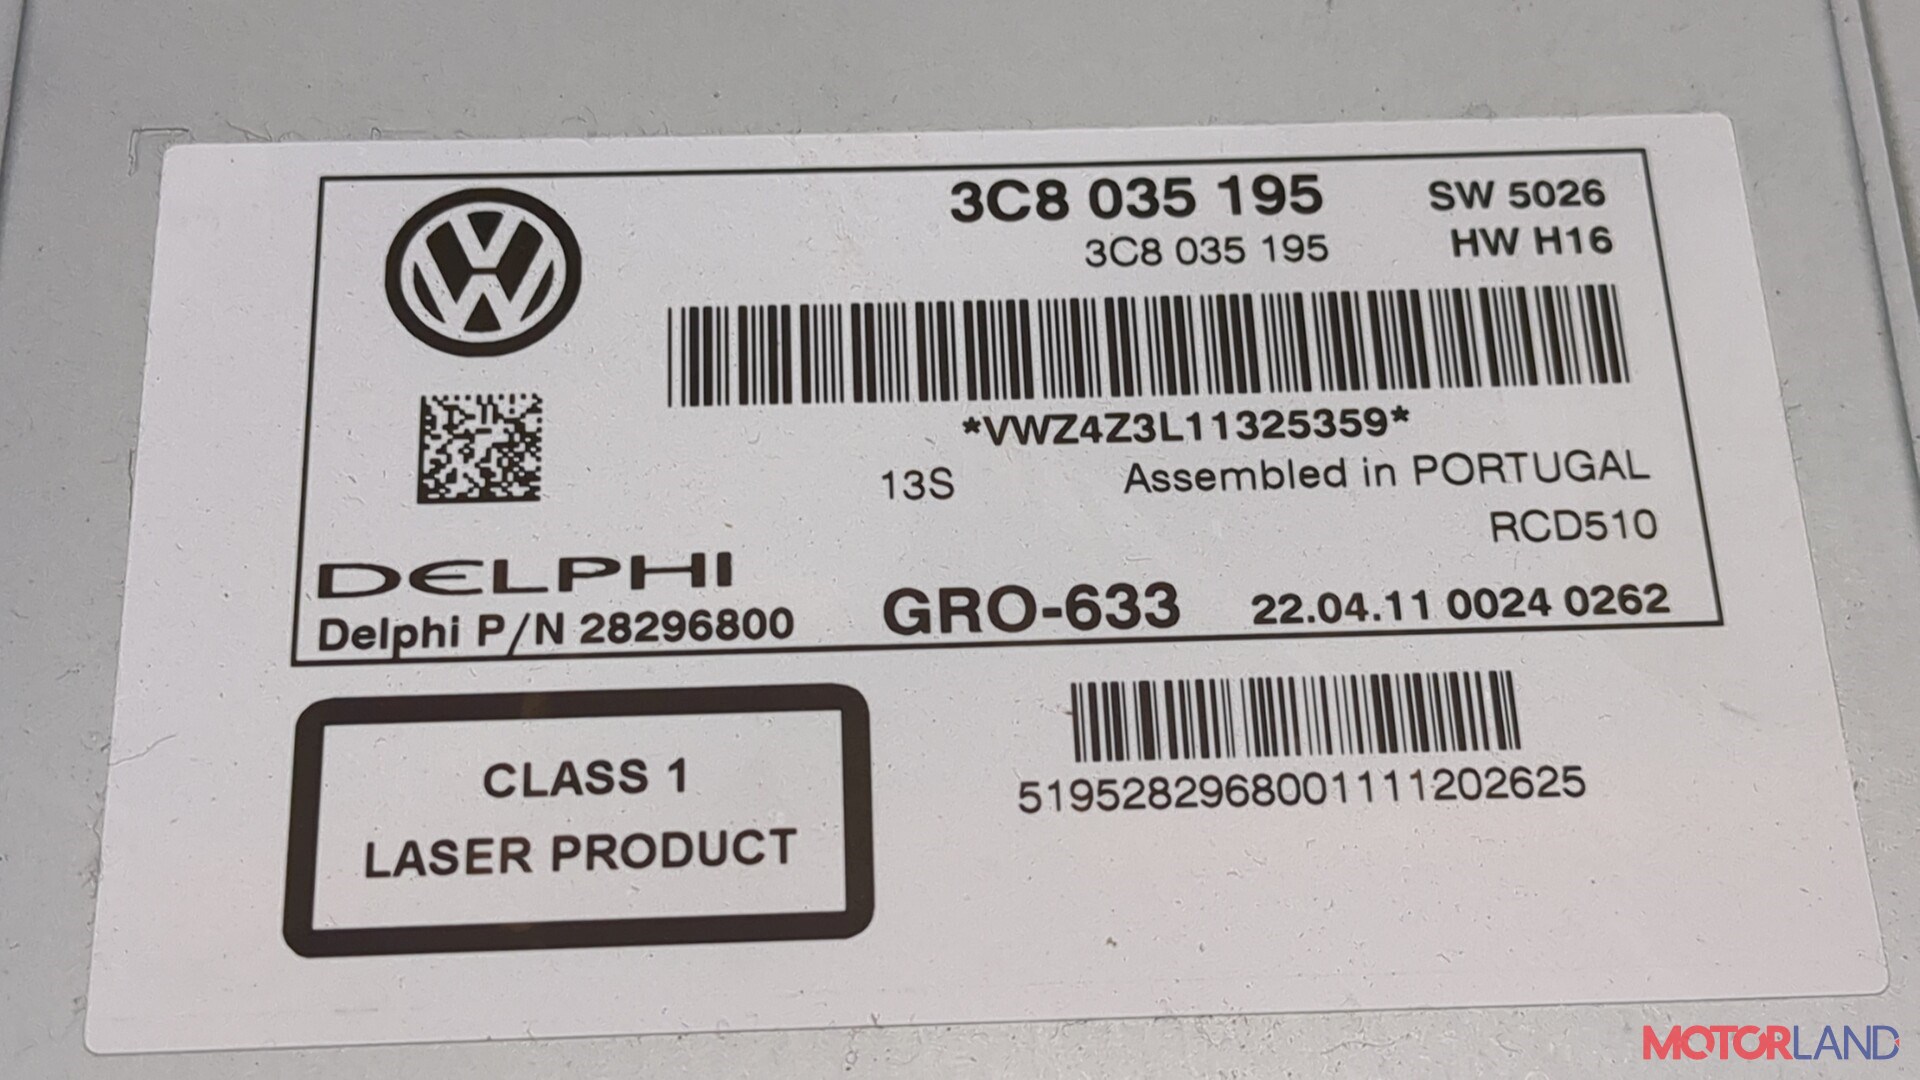 3C8 035 195 SW 5026
3C8 035 195 HW H16
*VWZ4Z3L11325359*
13S Assembled in PORTUGAL
RCD510
DELPHI
Delphi P/N 28296800 GRO-633 22.04.11 0024 0262
CLASS 1
LASER PRODUCT
5195282968001111202625
MOTORLAND